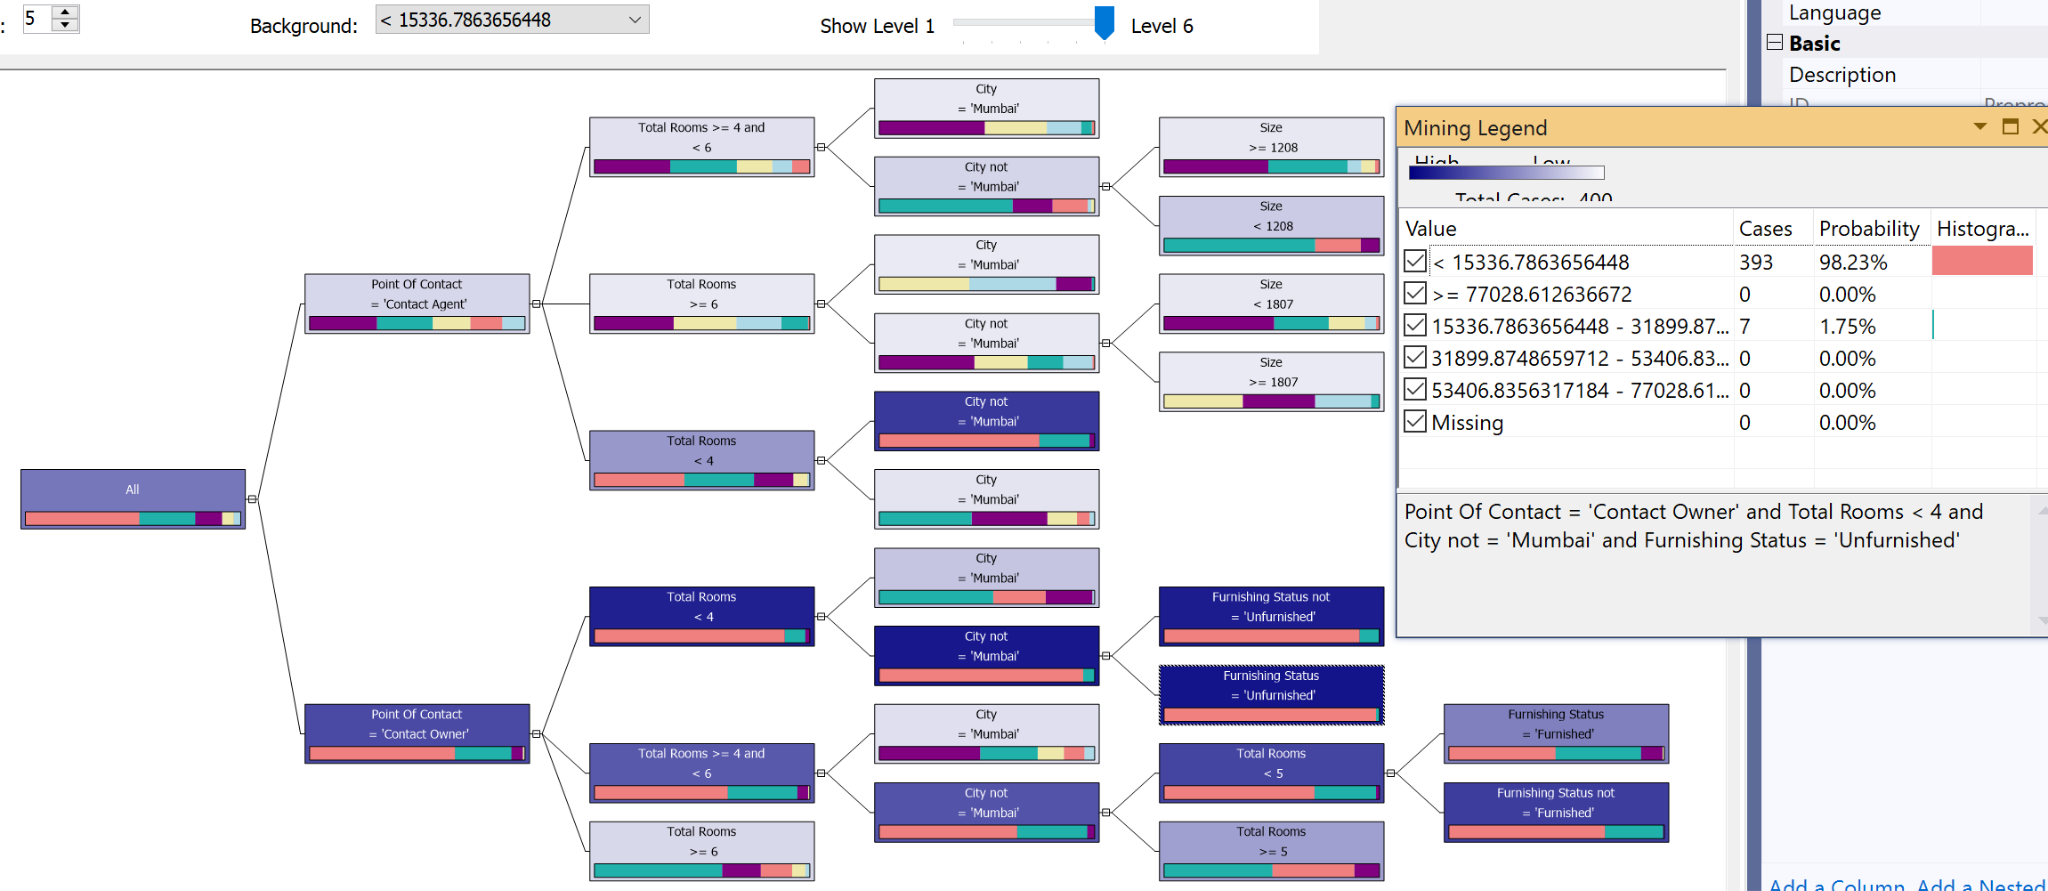 : 5
Background: < 15336.7863656448
Show Level 1
Level 6
All
Point Of Contact
= 'Contact Agent'
Point Of Contact
= 'Contact Owner'
Total Rooms >= 4 and
< 6
Total Rooms
>= 6
Total Rooms
< 4
Total Rooms
< 4
Total Rooms >= 4 and
< 6
Total Rooms
>= 6
City
= 'Mumbai'
City not
= 'Mumbai'
City
= 'Mumbai'
City not
= 'Mumbai'
City not
= 'Mumbai'
City
= 'Mumbai'
City
= 'Mumbai'
City not
= 'Mumbai'
City
= 'Mumbai'
City not
= 'Mumbai'
Size
>= 1208
Size
< 1208
Size
< 1807
Size
>= 1807
Furnishing Status not
= 'Unfurnished'
Furnishing Status
= 'Unfurnished'
Total Rooms
< 5
Total Rooms
>= 5
Furnishing Status
= 'Furnished'
Furnishing Status not
= 'Furnished'
Language
Basic
Description
ID
Mining Legend
High Low
Total Cases: 400
Value Cases Probability Histogra...
< 15336.7863656448 393 98.23%
>= 77028.612636672 0 0.00%
15336.7863656448 - 31899.87... 7 1.75%
31899.8748659712 - 53406.83... 0 0.00%
53406.8356317184 - 77028.61... 0 0.00%
Missing 0 0.00%
Point Of Contact = 'Contact Owner' and Total Rooms < 4 and
City not = 'Mumbai' and Furnishing Status = 'Unfurnished'
Add a Column Add a Nested